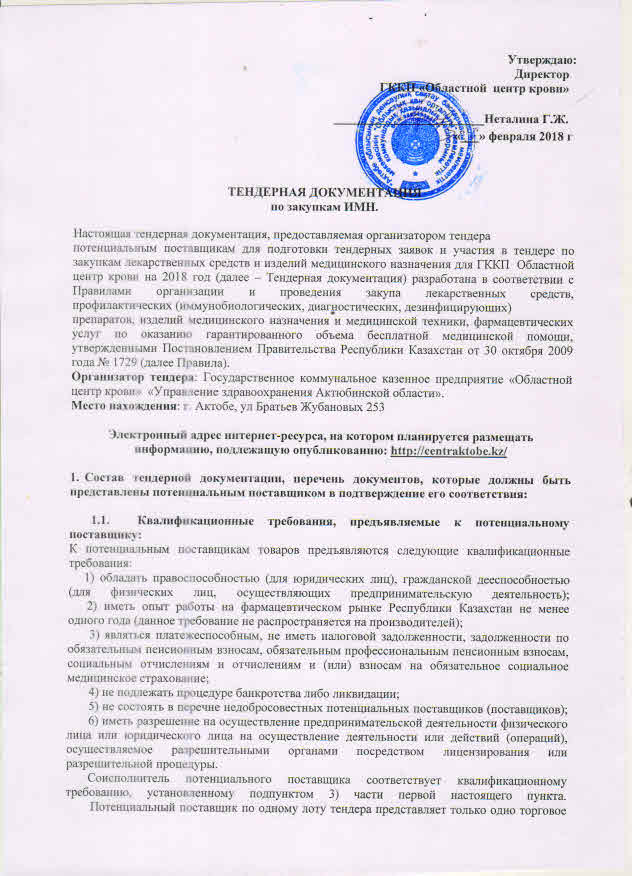 Утверждаю:
Директор
ГККП «Областной центр крови»
Неталина Г.Ж.
«__» февраля 2018 г
ТЕНДЕРНАЯ ДОКУМЕНТАЦИЯ
по закупкам ИМН.
Настоящая тендерная документация, предоставляемая организатором тендера
потенциальным поставщикам для подготовки тендерных заявок и участия в тендере по
закупкам лекарственных средств и изделий медицинского назначения для ГККП Областной
центр крови на 2018 год (далее – Тендерная документация) разработана в соответствии с
Правилами организации и проведения закупа лекарственных средств,
профилактических (иммунобиологических, диагностических, дезинфицирующих)
препаратов, изделий медицинского назначения и медицинской техники, фармацевтических
услуг по оказанию гарантированного объема бесплатной медицинской помощи,
утвержденными Постановлением Правительства Республики Казахстан от 30 октября 2009
года № 1729 (далее Правила).
Организатор тендера: Государственное коммунальное казенное предприятие «Областной
центр крови» «Управление здравоохранения Актюбинской области».
Место нахождения: г. Актобе, ул Братьев Жубановых 253
Электронный адрес интернет-ресурса, на котором планируется размещать
информацию, подлежащую опубликованию: http://centraktobe.kz/
1. Состав тендерной документации, перечень документов, которые должны быть
представлены потенциальным поставщиком в подтверждение его соответствия:
1.1. Квалификационные требования, предъявляемые к потенциальному
поставщику:
К потенциальным поставщикам товаров предъявляются следующие квалификационные
требования:
1) обладать правоспособностью (для юридических лиц), гражданской дееспособностью
(для физических лиц, осуществляющих предпринимательскую деятельность);
2) иметь опыт работы на фармацевтическом рынке Республики Казахстан не менее
одного года (данное требование не распространяется на производителей);
3) являться платежеспособным, не иметь налоговой задолженности, задолженности по
обязательным пенсионным взносам, обязательным профессиональным пенсионным взносам,
социальным отчислениям и отчислениям и (или) взносам на обязательное социальное
медицинское страхование;
4) не подлежать процедуре банкротства либо ликвидации;
5) не состоять в перечне недобросовестных потенциальных поставщиков (поставщиков);
6) иметь разрешение на осуществление предпринимательской деятельности физического
лица или юридического лица на осуществление деятельности или действий (операций),
осуществляемое разрешительными органами посредством лицензирования или
разрешительной процедуры.
Соисполнитель потенциального поставщика соответствует квалификационному
требованию, установленному подпунктом 3) части первой настоящего пункта.
Потенциальный поставщик по одному лоту тендера представляет только одно торговое